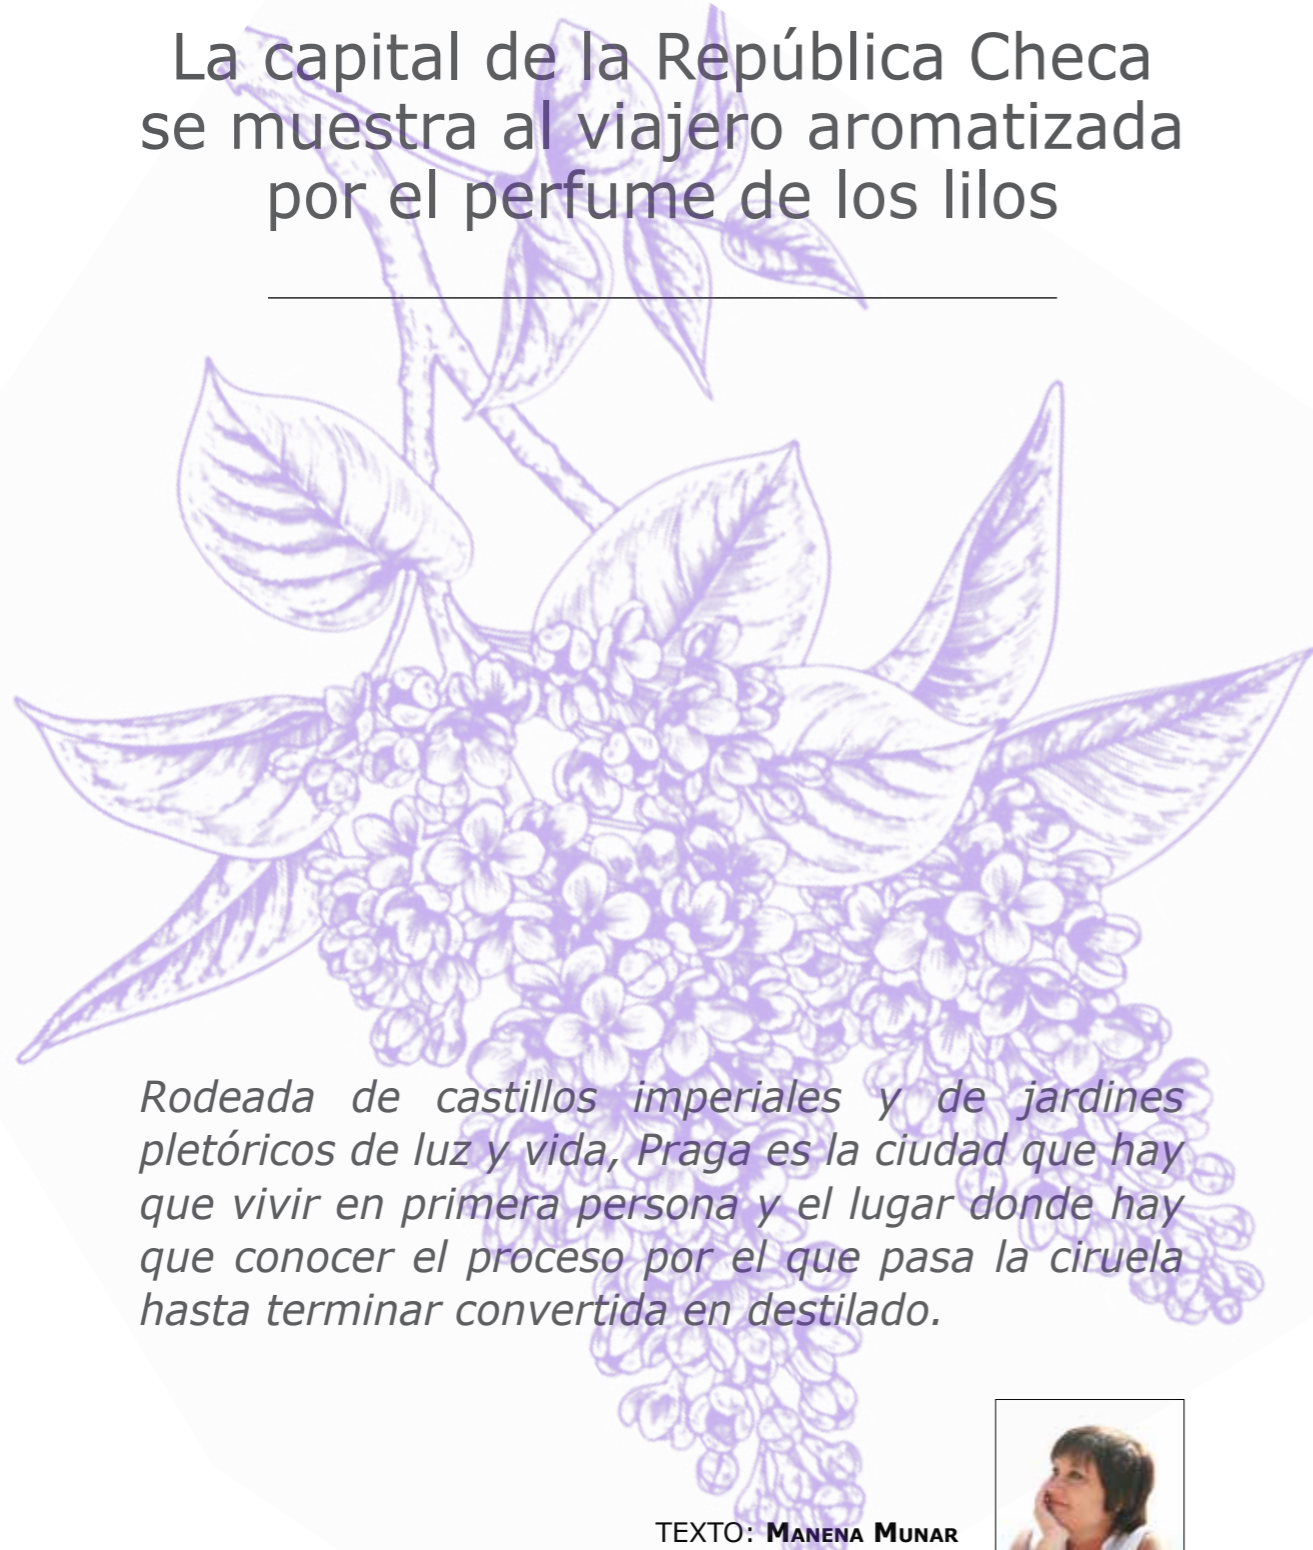 La capital de la República Checa
se muestra al viajero aromatizada
por el perfume de los lilos
Rodeada de castillos imperiales y de jardines
pletóricos de luz y vida, Praga es la ciudad que hay
que vivir en primera persona y el lugar donde hay
que conocer el proceso por el que pasa la ciruela
hasta terminar convertida en destilado.
TEXTO: Manena Munar